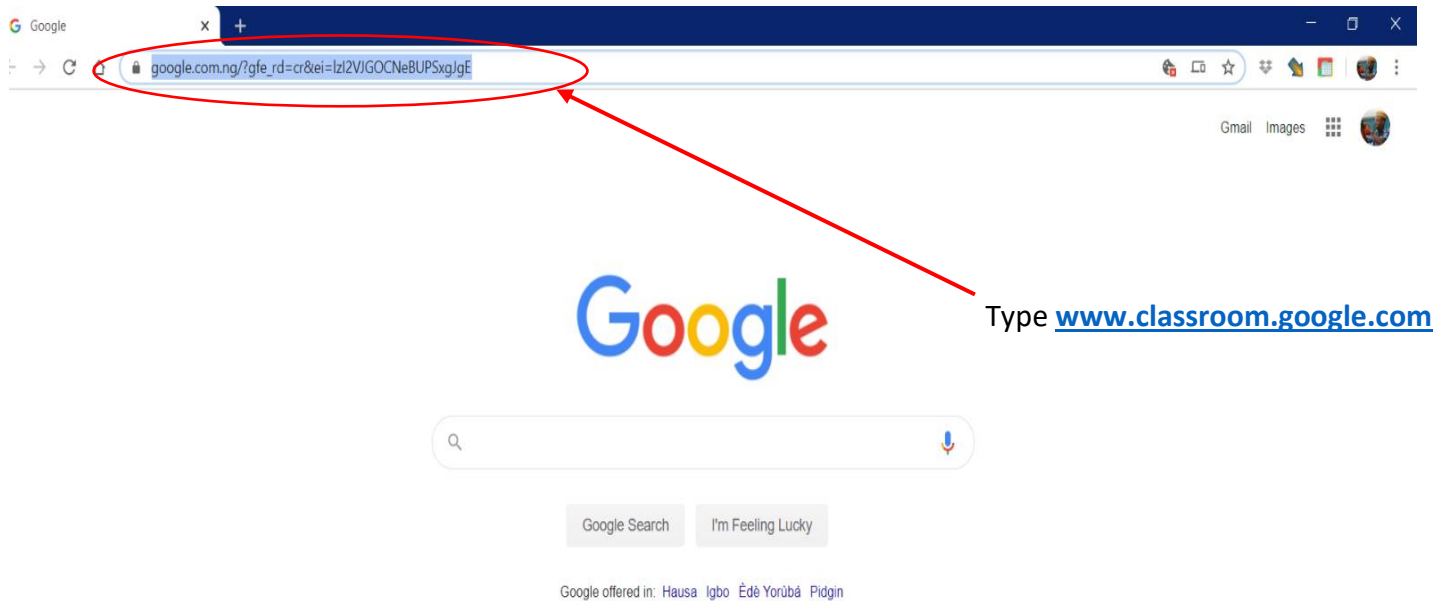 Google
google.com.ng/?gfe_rd=cr&ei=IzI2VJGOCNeBUPSxgJgE
Gmail Images
Google
Type www.classroom.google.com
Google Search I'm Feeling Lucky
Google offered in: Hausa Igbo Èdè Yorùbá Pidgin